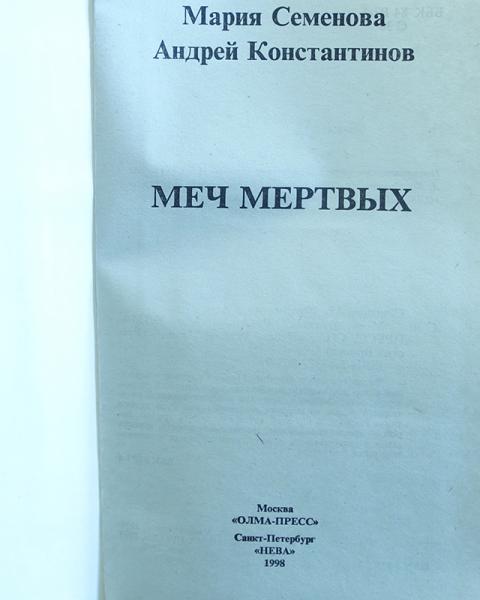 Мария Семенова
Андрей Константинов
МЕЧ МЕРТВЫХ
Москва
«ОЛМА-ПРЕСС»
Санкт-Петербург
«НЕВА»
1998